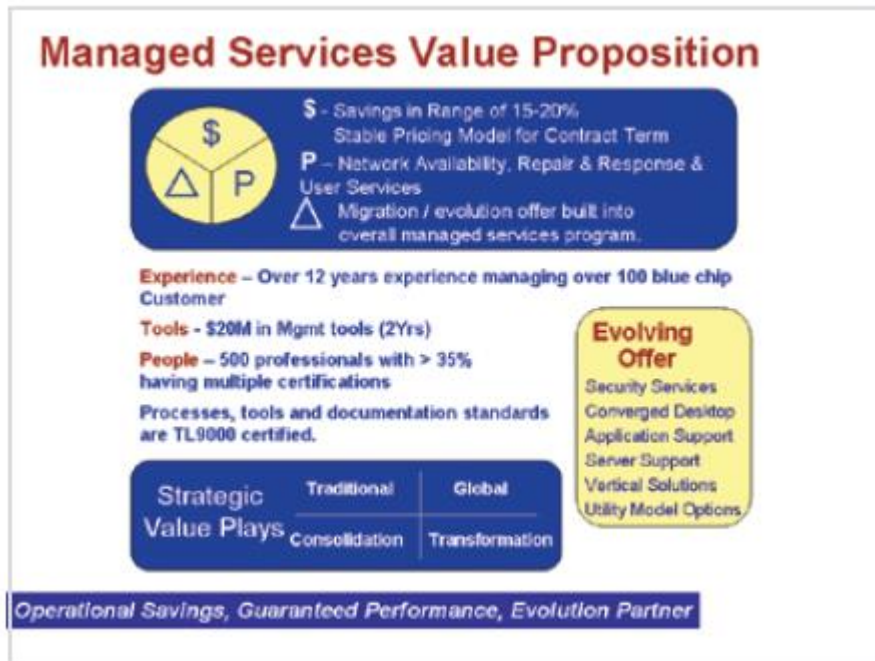 Managed Services Value Proposition
$
P
△
$ - Savings in Range of 15-20%
Stable Pricing Model for Contract Term
P – Network Availability, Repair & Response &
User Services
△ Migration / evolution offer built into
overall managed services program.
Experience – Over 12 years experience managing over 100 blue chip
Customer
Tools - $20M in Mgmt tools (2Yrs)
People – 500 professionals with > 35%
having multiple certifications
Processes, tools and documentation standards
are TL9000 certified.
Evolving
Offer
Security Services
Converged Desktop
Application Support
Server Support
Vertical Solutions
Utility Model Options
Strategic
Value Plays
Traditional
Global
Consolidation
Transformation
Operational Savings, Guaranteed Performance, Evolution Partner